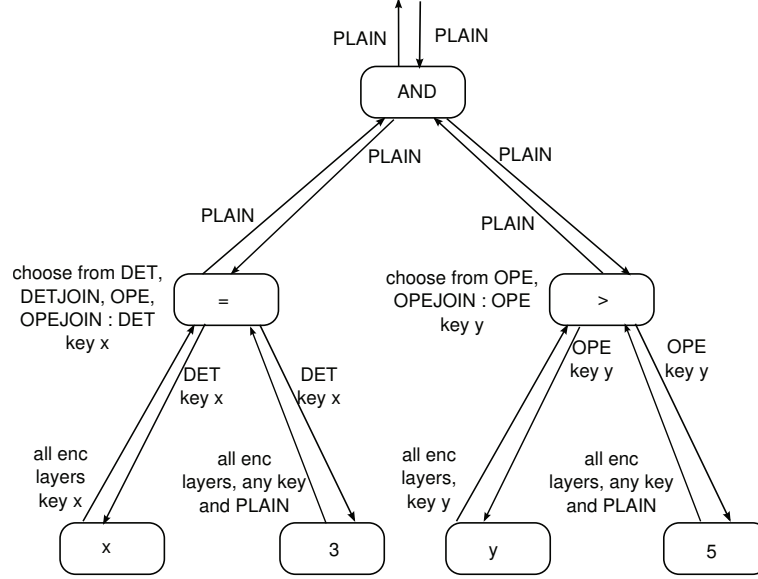 PLAIN
PLAIN
AND
PLAIN
PLAIN
PLAIN
PLAIN
choose from DET,
DETJOIN, OPE,
OPEJOIN : DET
key x
=
choose from OPE,
OPEJOIN : OPE
key y
>
DET
key x
DET
key x
OPE
key y
OPE
key y
all enc
layers
key x
all enc
layers, any key
and PLAIN
all enc
layers,
key y
all enc
layers, any key
and PLAIN
x
3
y
5